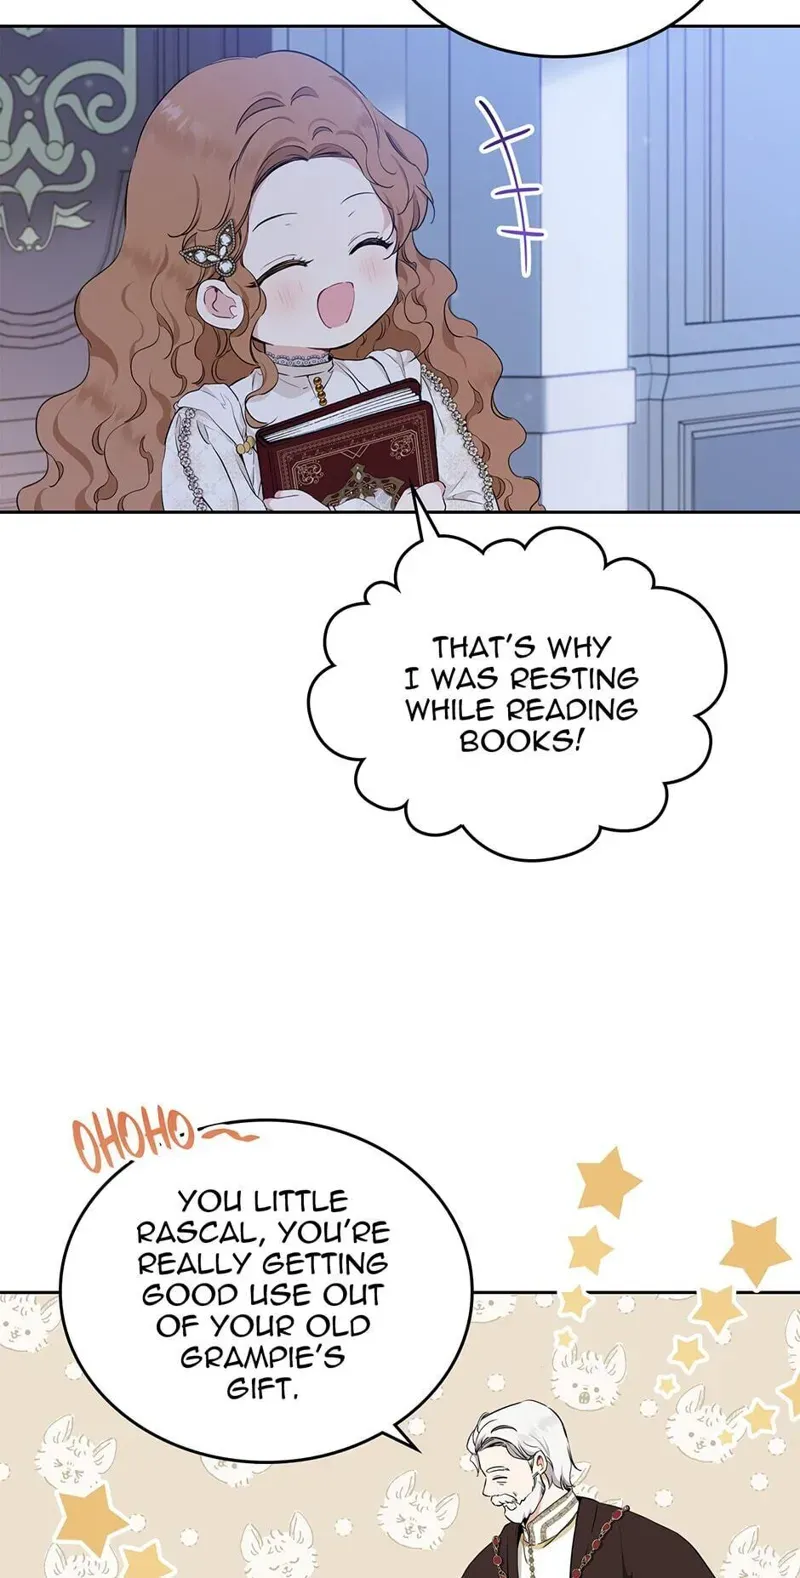 THAT'S WHY
I WAS RESTING
WHILE READING
BOOKS!
OHOHO~
YOU LITTLE
RASCAL, YOU'RE
REALLY GETTING
GOOD USE OUT
OF YOUR OLD
GRAMPIE'S
GIFT.